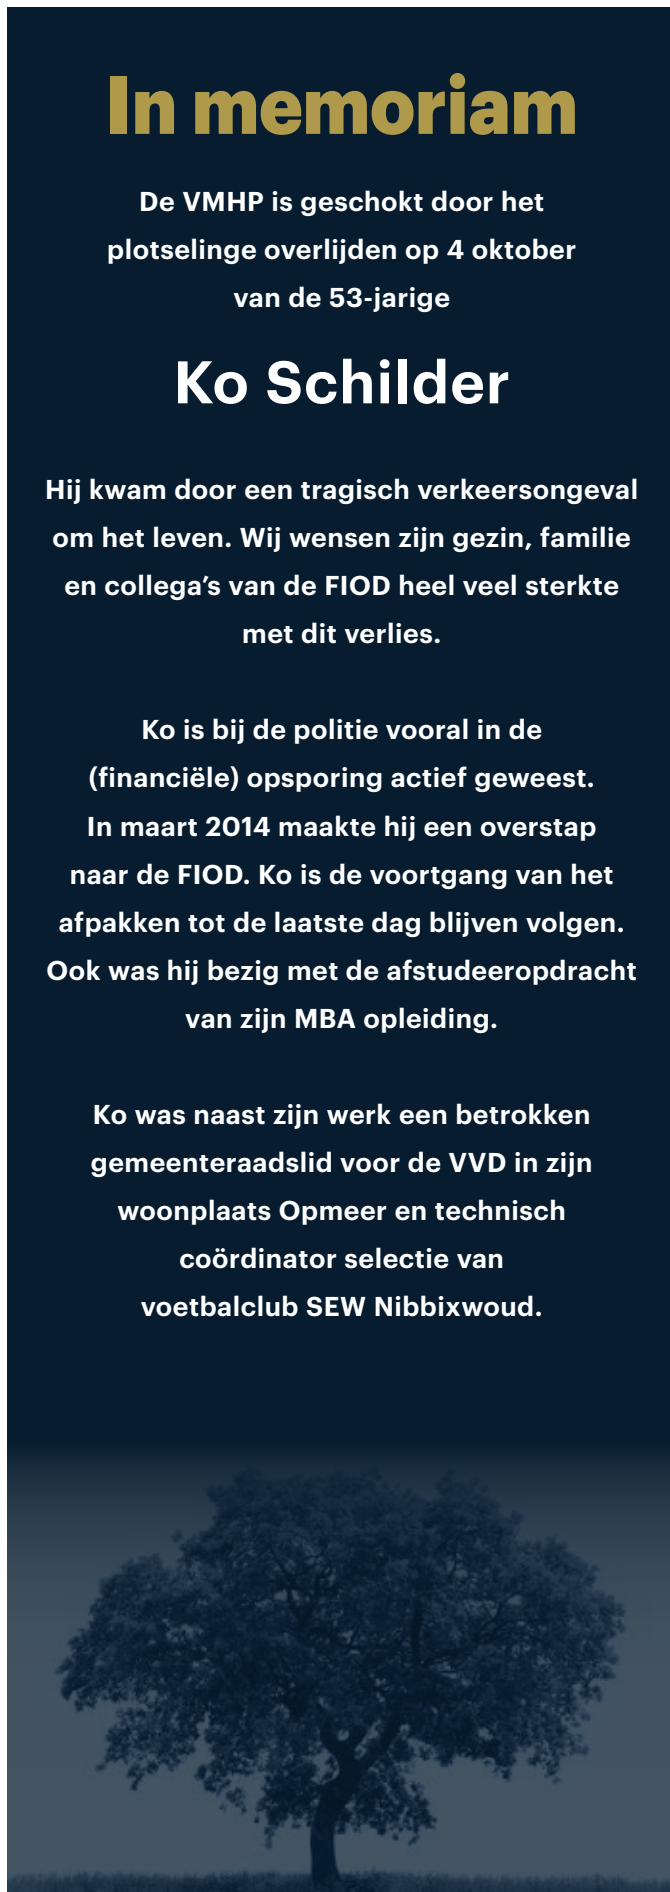 In memoriam
De VMHP is geschokt door het
plotselinge overlijden op 4 oktober
van de 53-jarige
Ko Schilder
Hij kwam door een tragisch verkeersongeval
om het leven. Wij wensen zijn gezin, familie
en collega’s van de FIOD heel veel sterkte
met dit verlies.
Ko is bij de politie vooral in de
(financiële) opsporing actief geweest.
In maart 2014 maakte hij een overstap
naar de FIOD. Ko is de voortgang van het
afpakken tot de laatste dag blijven volgen.
Ook was hij bezig met de afstudeeropdracht
van zijn MBA opleiding.
Ko was naast zijn werk een betrokken
gemeenteraadslid voor de VVD in zijn
woonplaats Opmeer en technisch
coördinator selectie van
voetbalclub SEW Nibbixwoud.